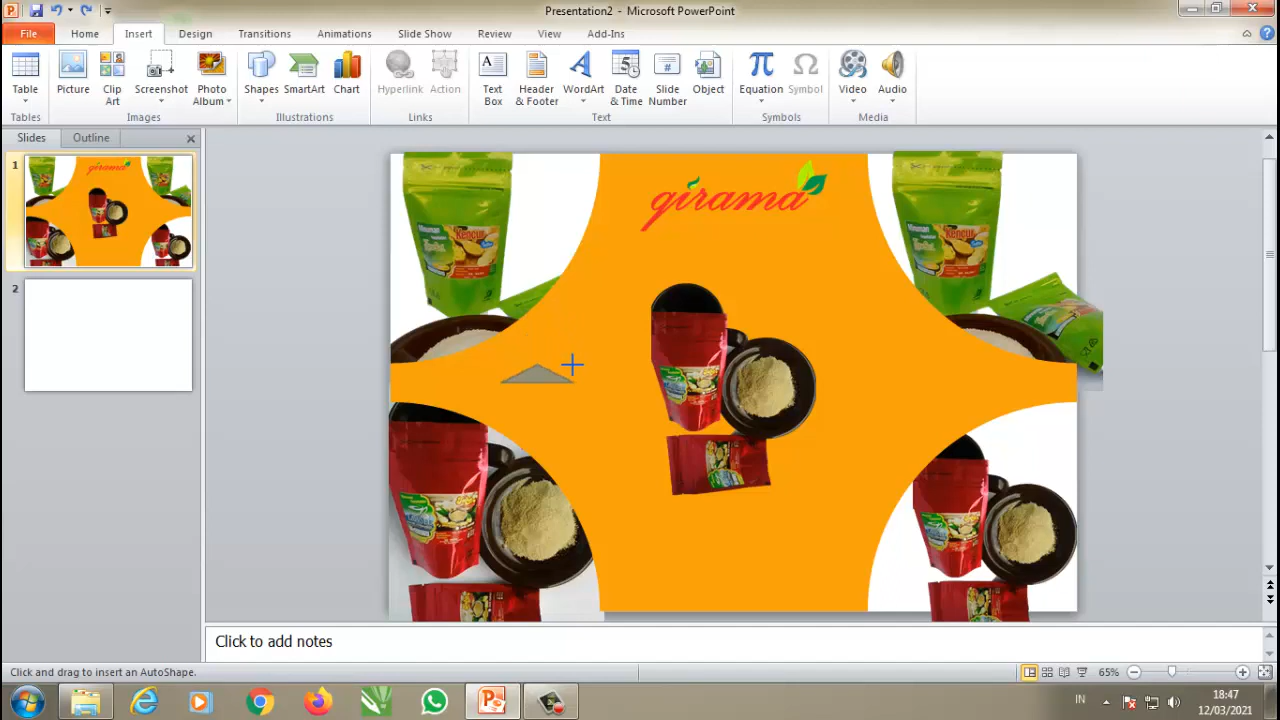 Presentation2 - Microsoft PowerPoint
File Home Insert Design Transitions Animations Slide Show Review View Add-Ins
Table
Picture
Clip Art
Screenshot
Photo Album
Shapes
SmartArt
Chart
Hyperlink
Action
Text Box
Header & Footer
WordArt
Date & Time
Slide Number
Object
Equation
Symbol
Video
Audio
Tables
Images
Illustrations
Links
Text
Symbols
Media
Slides Outline
1
girama
2
girama
Kencur
Kencur
Click to add notes
Click and drag to insert an AutoShape.
65%
IN
18:47
12/03/2021